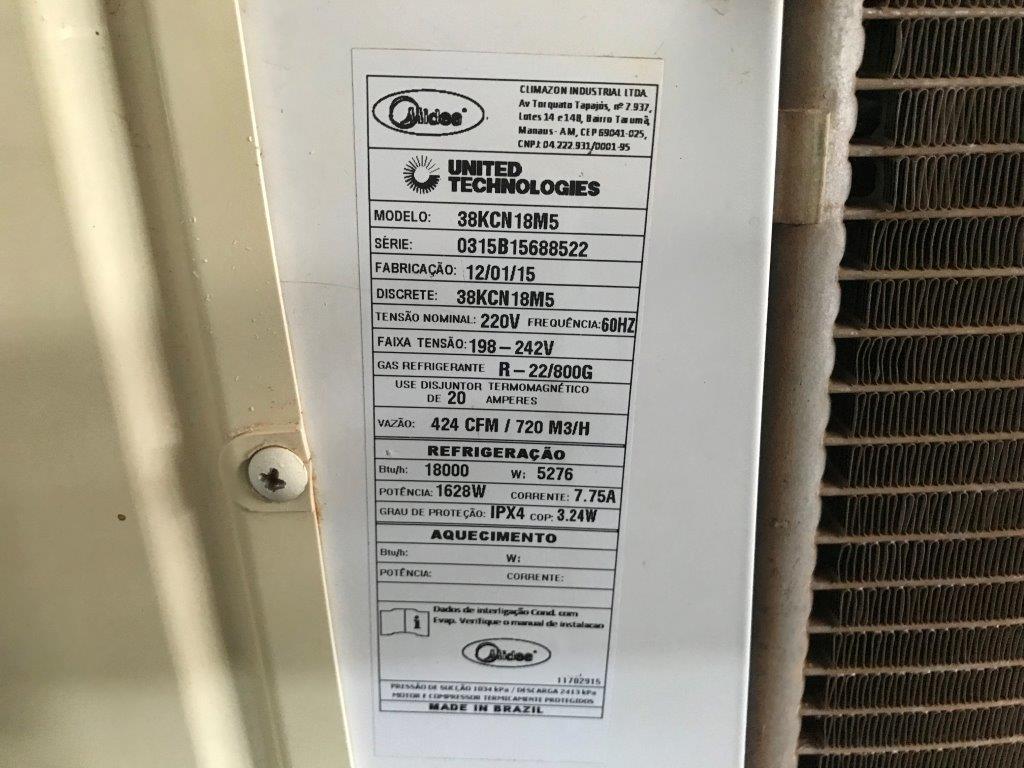 Midea
CLIMAZON INDUSTRIAL LTDA.
Av Torquato Tapajós, nº 7.937,
Lotes 14 e 14B, Bairro Tarumã,
Manaus - AM, CEP 69041-025,
CNPJ: 04.222.931/0001-95
UNITED
TECHNOLOGIES
MODELO: 38KCN18M5
SÉRIE: 0315B15688522
FABRICAÇÃO: 12/01/15
DISCRETE: 38KCN18M5
TENSÃO NOMINAL: 220V FREQUÊNCIA: 60HZ
FAIXA TENSÃO: 198-242V
GAS REFRIGERANTE R-22/800G
USE DISJUNTOR TERMOMAGNÉTICO
DE 20 AMPERES
VAZÃO: 424 CFM / 720 M3/H
REFRIGERAÇÃO
Btu/h: 18000 W: 5276
POTÊNCIA: 1628W CORRENTE: 7.75A
GRAU DE PROTEÇÃO: IPX4 COP: 3.24W
AQUECIMENTO
Btu/h: W:
POTÊNCIA: CORRENTE:
i Dados de interligação Cond. com
Evap. Verifique o manual de instalacao
Midea
11702915
PRESSÃO DE SUCÇÃO 1034 kPa / DESCARGA 2413 kPa
MOTOR E COMPRESSOR TERMICAMENTE PROTEGIDOS
MADE IN BRAZIL